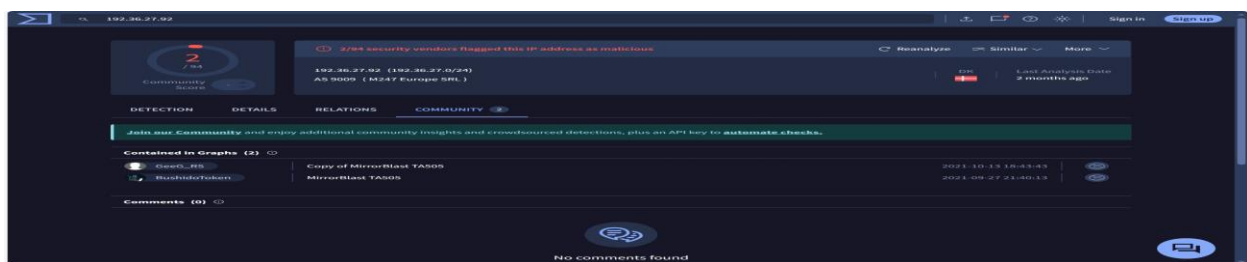 192.36.27.92
Sign in
Sign up
2
/ 94
Community
Score
2/94 security vendors flagged this IP address as malicious
Reanalyze
Similar
More
192.36.27.92 (192.36.27.0/24)
AS 9009 ( M247 Europe SRL )
DK
Last Analysis Date
2 months ago
DETECTION
DETAILS
RELATIONS
COMMUNITY 2
Join our Community and enjoy additional community insights and crowdsourced detections, plus an API key to automate checks.
Contained in Graphs (2)
GeeG_RS
Copy of MirrorBlast TA505
2021-10-13 18:43:43
BushidoToken
MirrorBlast TA505
2021-09-27 21:40:13
Comments (0)
No comments found